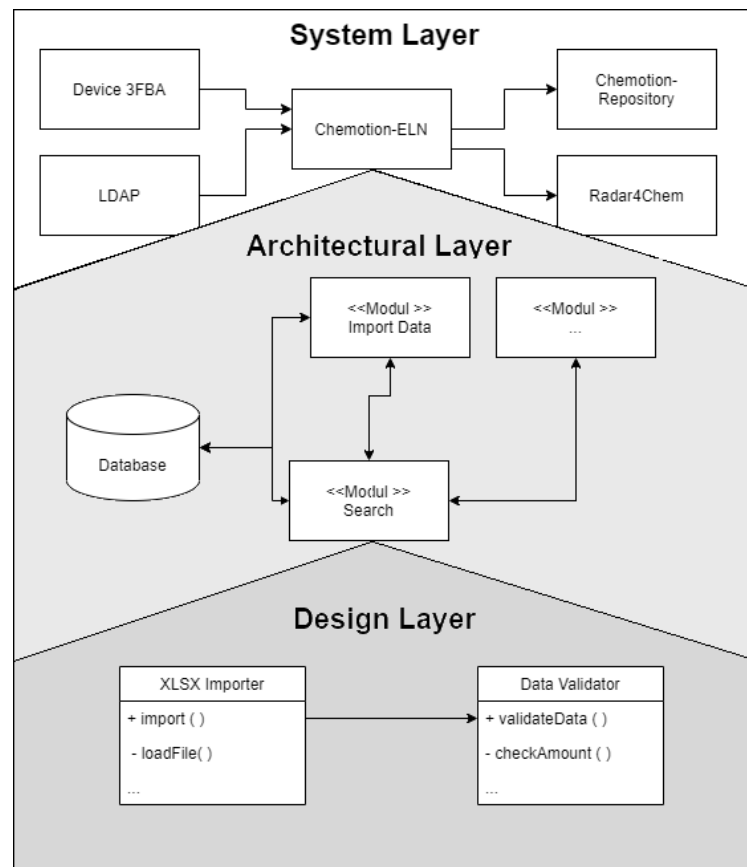 System Layer
Device 3FBA
Chemotion-ELN
Chemotion-
Repository
LDAP
Radar4Chem
Architectural Layer
<<Modul >>
Import Data
<<Modul >>
...
Database
<<Modul >>
Search
Design Layer
XLSX Importer
+ import ( )
- loadFile( )
...
Data Validator
+ validateData ( )
- checkAmount ( )
...